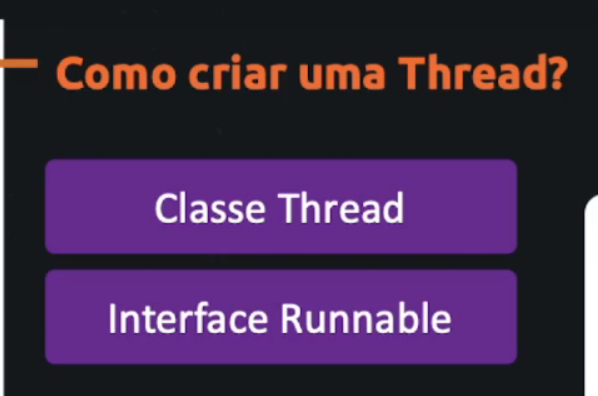 Como criar uma Thread?
Classe Thread
Interface Runnable